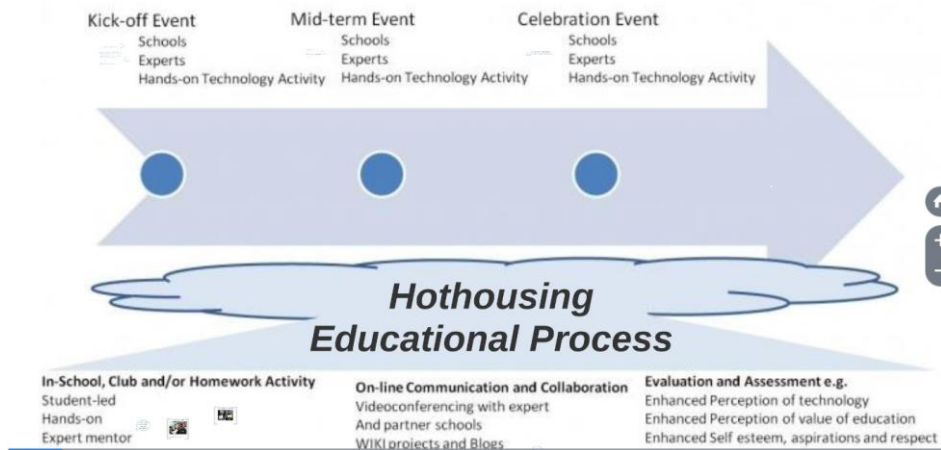 Kick-off Event
Schools
Experts
Hands-on Technology Activity
Mid-term Event
Schools
Experts
Hands-on Technology Activity
Celebration Event
Schools
Experts
Hands-on Technology Activity
Hothousing
Educational Process
In-School, Club and/or Homework Activity
Student-led
Hands-on
Expert mentor
On-line Communication and Collaboration
Videoconferencing with expert
And partner schools
WIKI projects and Blogs
Evaluation and Assessment e.g.
Enhanced Perception of technology
Enhanced Perception of value of education
Enhanced Self esteem, aspirations and respect